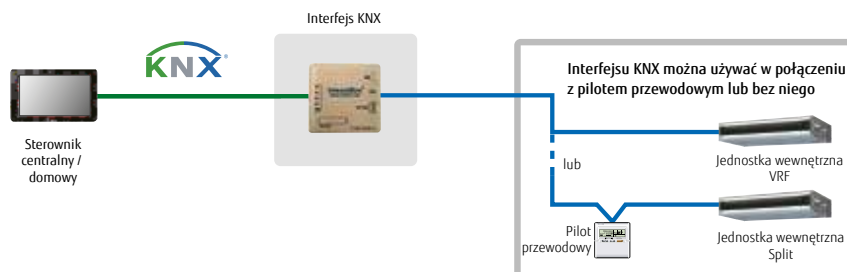 Interfejs KNX
KNX
Sterownik
centralny /
domowy
Interfejsu KNX można używać w połączeniu
z pilotem przewodowym lub bez niego
Jednostka wewnętrzna
VRF
lub
Pilot
przewodowy
Jednostka wewnętrzna
Split